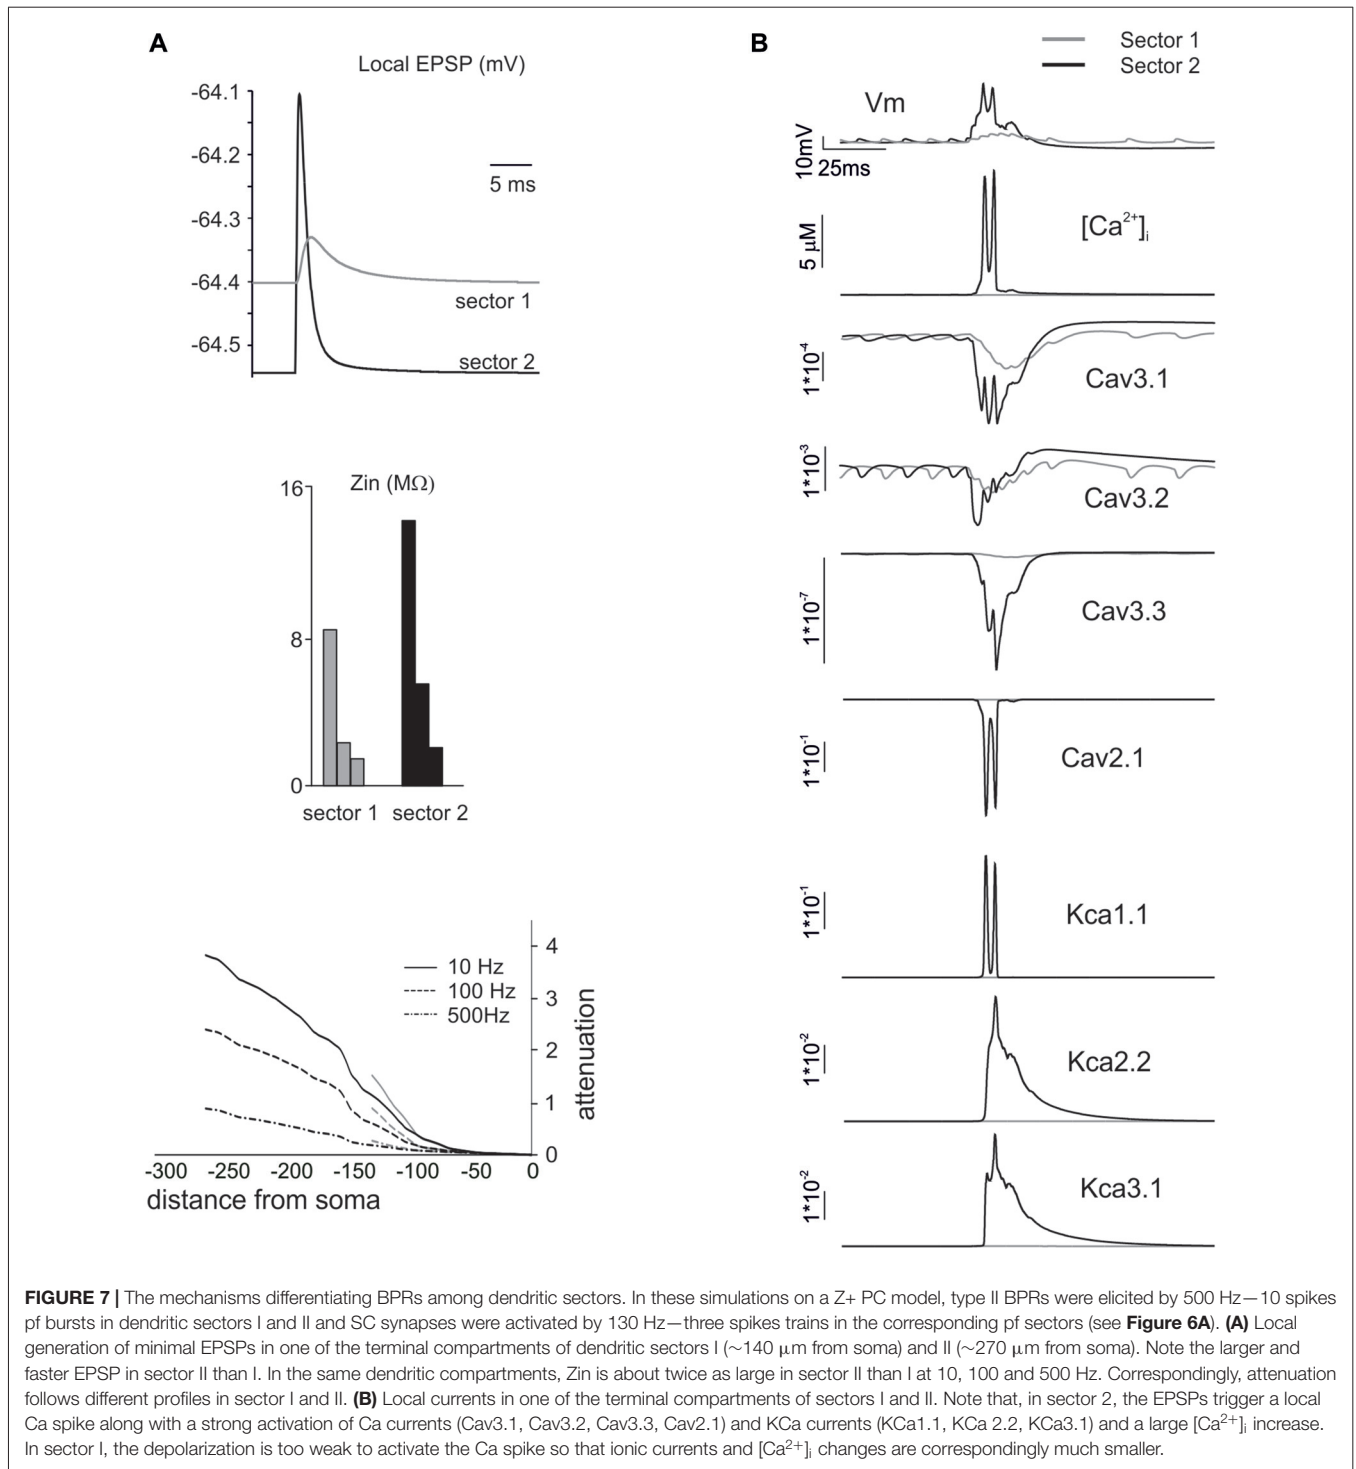 A
Local EPSP (mV)
-64.1
-64.2
-64.3
-64.4
-64.5
5 ms
sector 1
sector 2
Zin (MΩ)
16
8
0
sector 1 sector 2
10 Hz
100 Hz
500Hz
4
3
2
1
0
attenuation
-300 -250 -200 -150 -100 -50 0
distance from soma
B
Sector 1
Sector 2
Vm
10mV
25ms
[Ca²⁺]ᵢ
5 µM
Cav3.1
1*10⁻⁴
Cav3.2
1*10⁻³
Cav3.3
1*10⁻⁷
Cav2.1
1*10⁻¹
Kca1.1
1*10⁻¹
Kca2.2
1*10⁻²
Kca3.1
1*10⁻²
FIGURE 7 | The mechanisms differentiating BPRs among dendritic sectors. In these simulations on a Z+ PC model, type II BPRs were elicited by 500 Hz—10 spikes
pf bursts in dendritic sectors I and II and SC synapses were activated by 130 Hz—three spikes trains in the corresponding pf sectors (see Figure 6A). (A) Local
generation of minimal EPSPs in one of the terminal compartments of dendritic sectors I (∼140 µm from soma) and II (∼270 µm from soma). Note the larger and
faster EPSP in sector II than I. In the same dendritic compartments, Zin is about twice as large in sector II than I at 10, 100 and 500 Hz. Correspondingly, attenuation
follows different profiles in sector I and II. (B) Local currents in one of the terminal compartments of sectors I and II. Note that, in sector 2, the EPSPs trigger a local
Ca spike along with a strong activation of Ca currents (Cav3.1, Cav3.2, Cav3.3, Cav2.1) and KCa currents (KCa1.1, KCa 2.2, KCa3.1) and a large [Ca²⁺]ᵢ increase.
In sector I, the depolarization is too weak to activate the Ca spike so that ionic currents and [Ca²⁺]ᵢ changes are correspondingly much smaller.